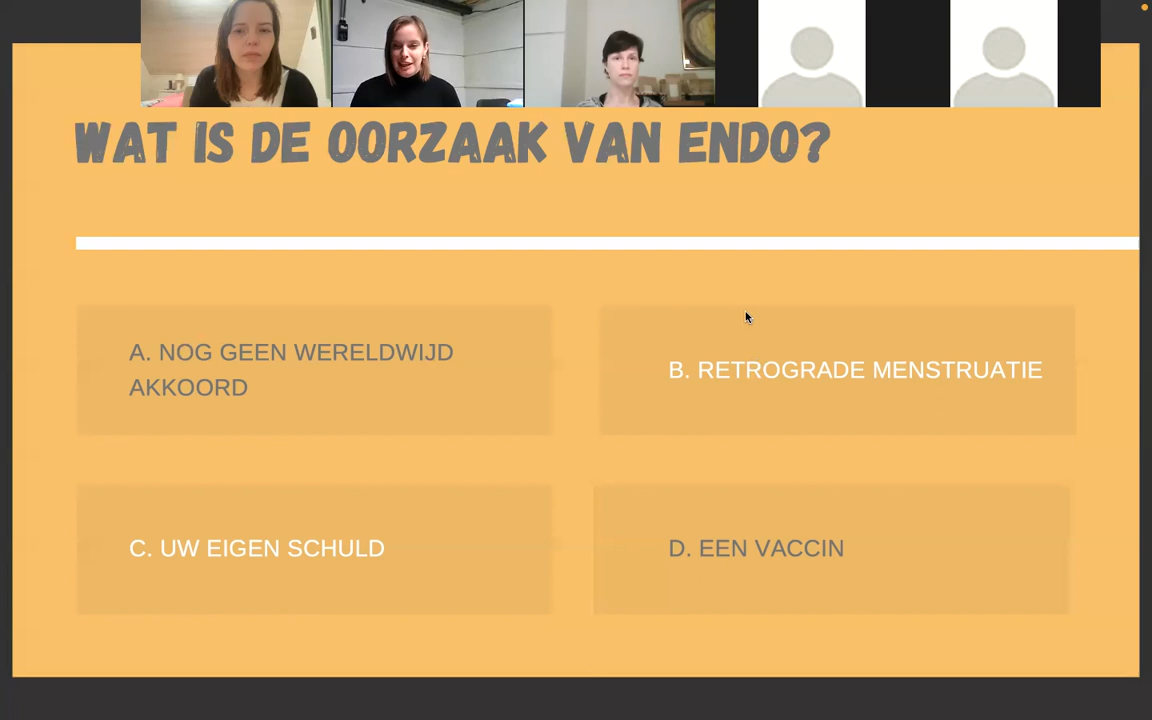 WAT IS DE OORZAAK VAN ENDO?
A. NOG GEEN WERELDWIJD
AKKOORD
B. RETROGRADE MENSTRUATIE
C. UW EIGEN SCHULD
D. EEN VACCIN